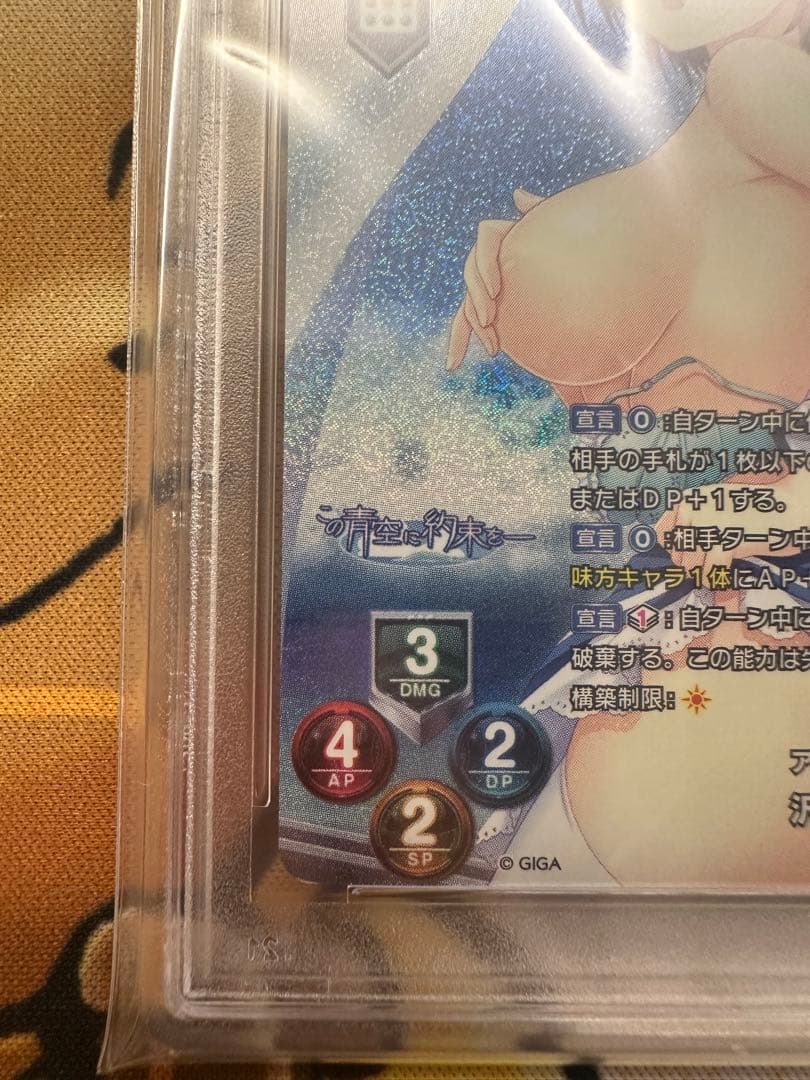 宣言 0:自ターン中に
相手の手札が1枚以下の
またはDP+1する。
宣言 0:相手ターン中
味方キャラ1体にAP+
宣言 1:自ターン中に
破棄する。この能力は
構築制限:
この青空に約束を―
3
DMG
4
AP
2
DP
2
SP
© GIGA
ア
沢